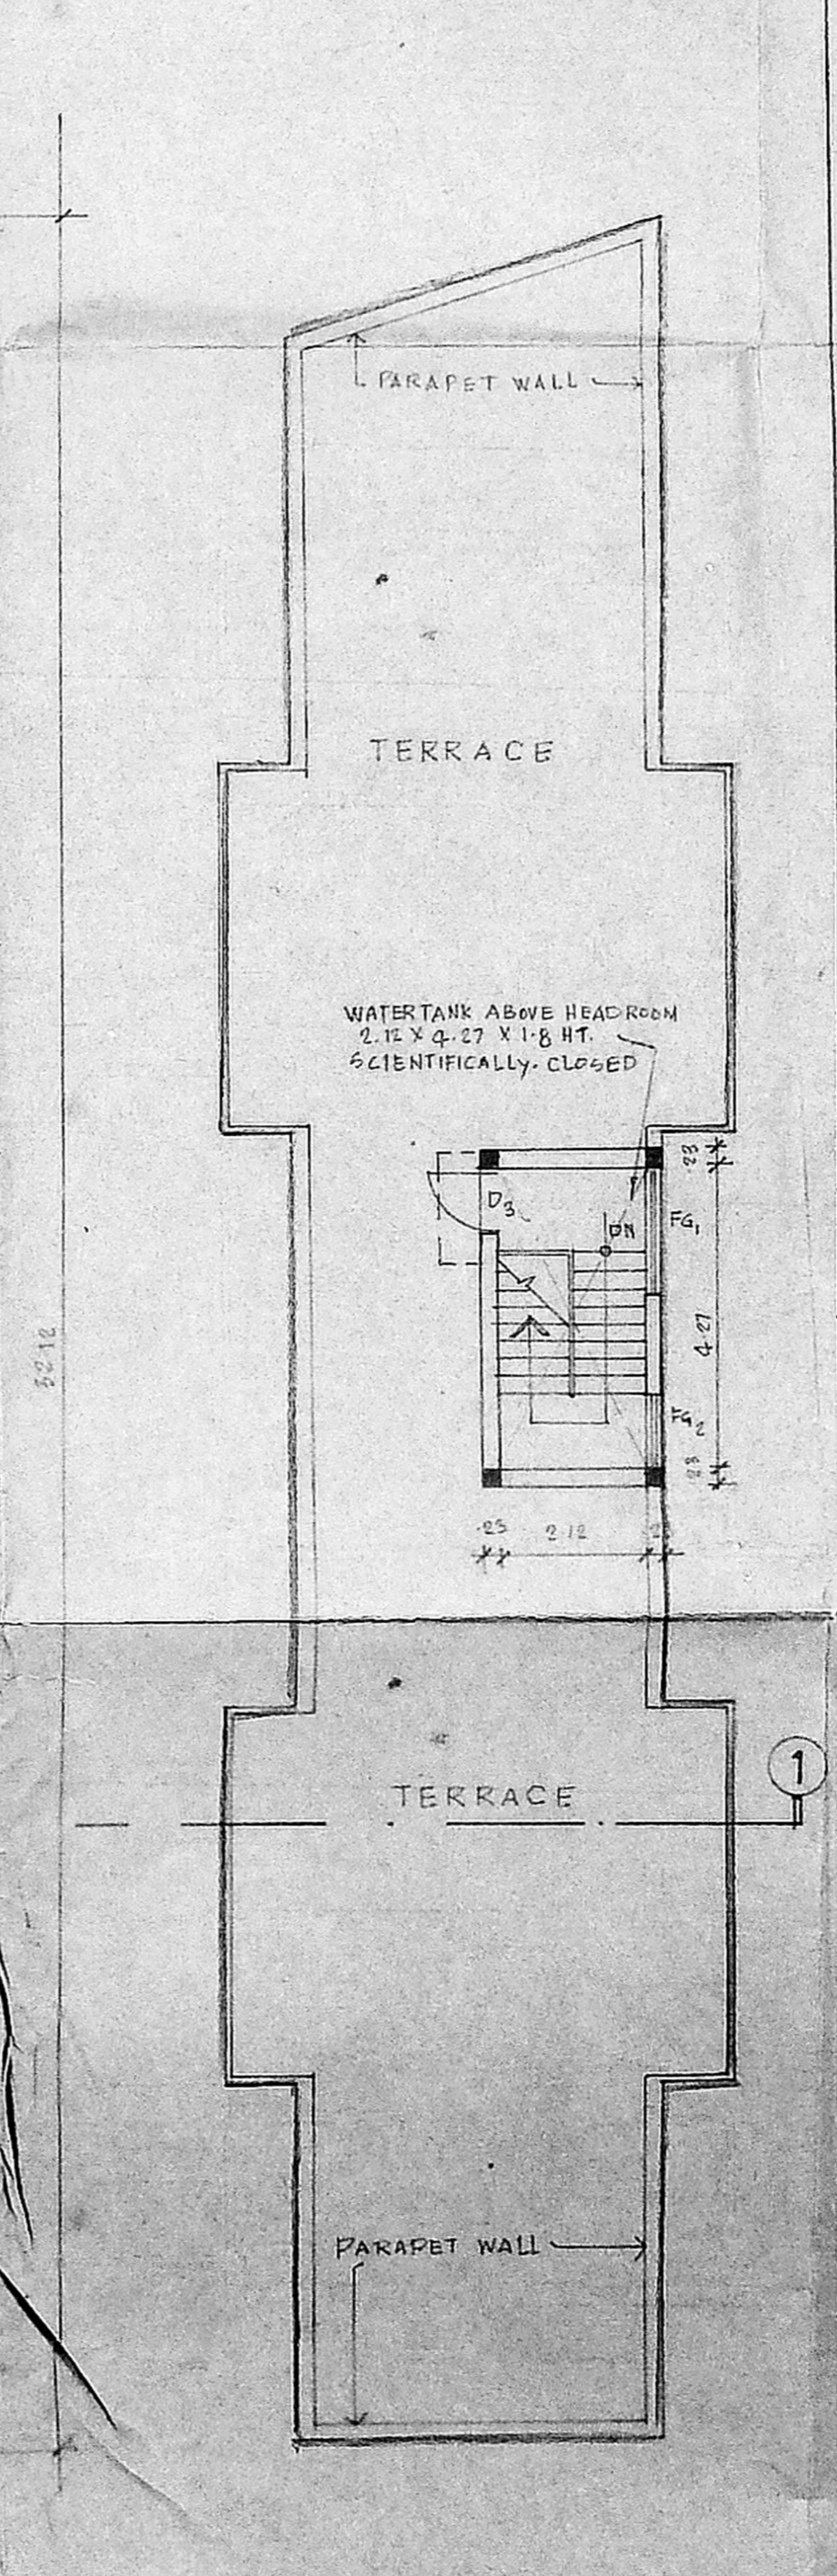 PARAPET WALL
TERRACE
WATERTANK ABOVE HEADROOM
2.12 X 4.27 X 1.8 HT.
SCIENTIFICALLY. CLOSED
.23
D3
FG1
DN
4.27
32.12
FG2
.23
.23 2.12 .23
1
TERRACE
PARAPET WALL